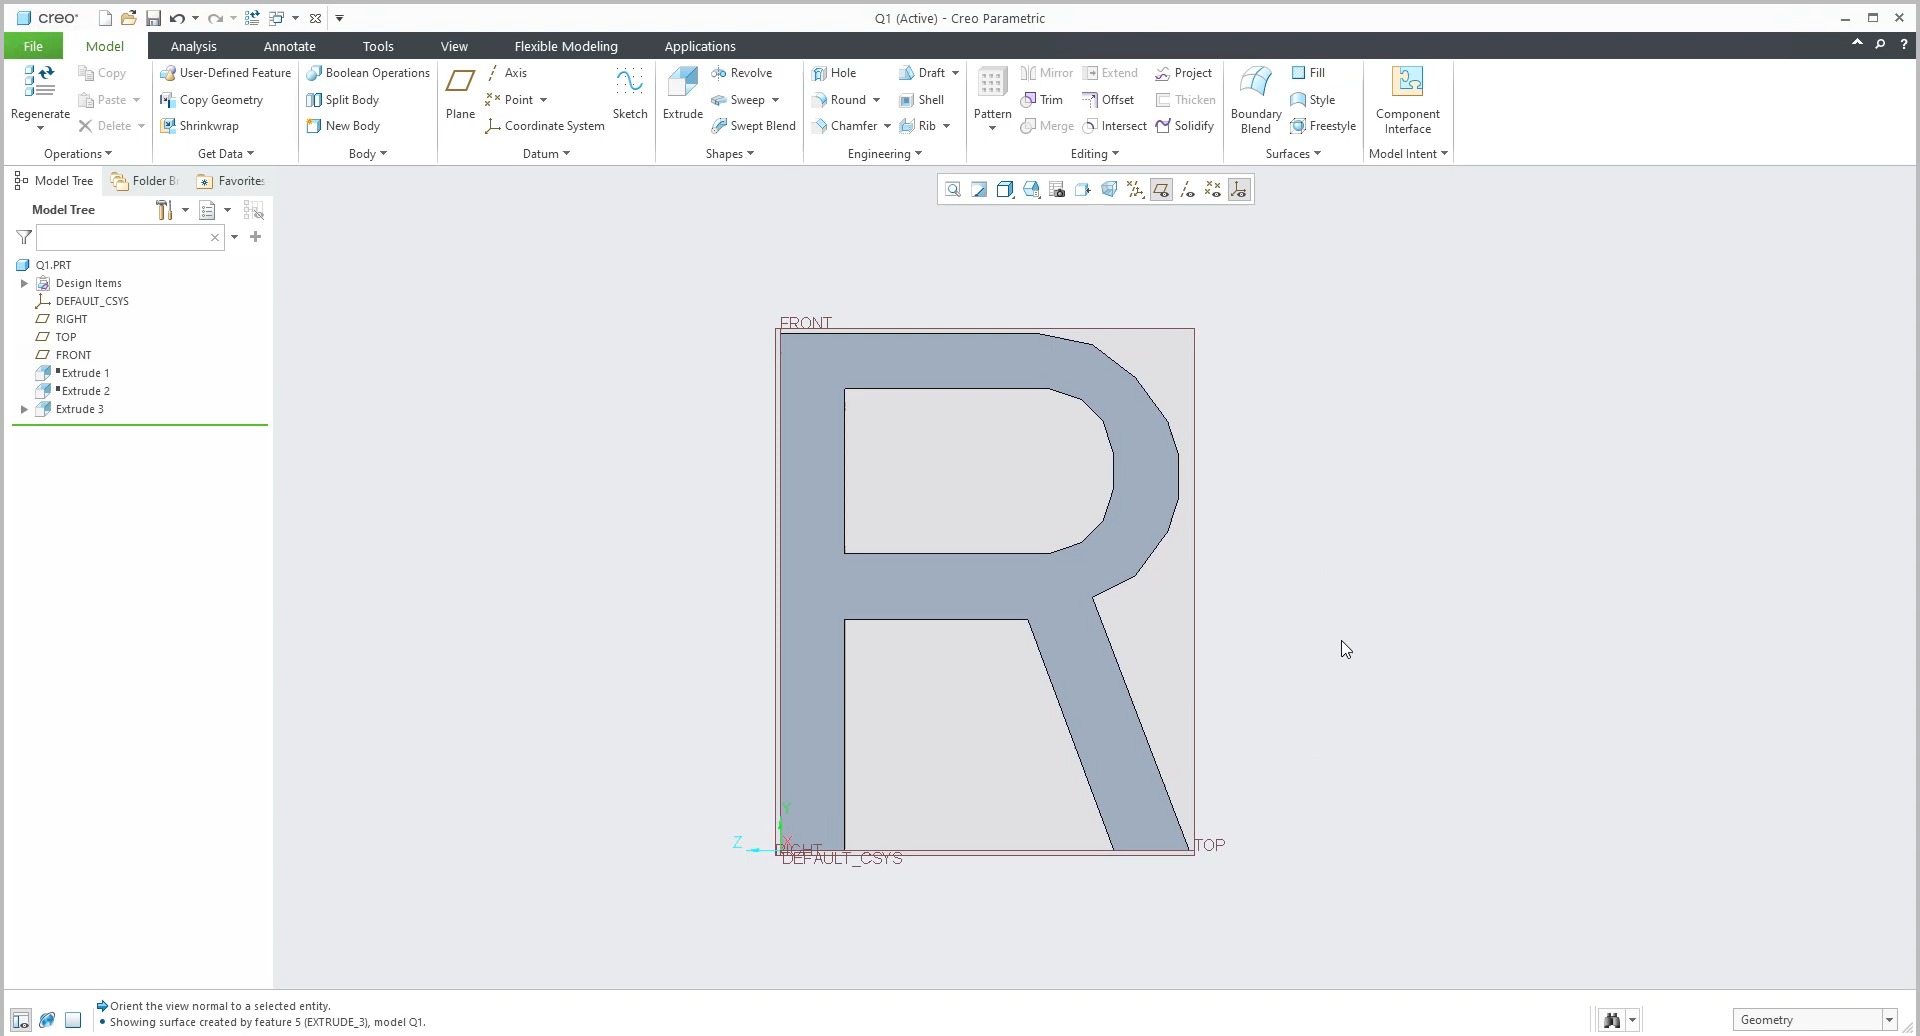 creo
Q1 (Active) - Creo Parametric
File
Model
Analysis
Annotate
Tools
View
Flexible Modeling
Applications
Regenerate
Copy
Paste
Delete
Operations
User-Defined Feature
Copy Geometry
Shrinkwrap
Get Data
Boolean Operations
Split Body
New Body
Body
Plane
Axis
Point
Coordinate System
Sketch
Datum
Extrude
Revolve
Sweep
Swept Blend
Shapes
Hole
Round
Chamfer
Draft
Shell
Rib
Engineering
Pattern
Mirror
Trim
Merge
Extend
Offset
Intersect
Project
Thicken
Solidify
Editing
Boundary
Blend
Fill
Style
Freestyle
Surfaces
Component
Interface
Model Intent
Model Tree
Folder B
Favorites
Model Tree
Q1.PRT
Design Items
DEFAULT_CSYS
RIGHT
TOP
FRONT
Extrude 1
Extrude 2
Extrude 3
FRONT
R
Y
X
Z
RIGHT
TOP
DEFAULT_CSYS
Orient the view normal to a selected entity.
Showing surface created by feature 5 (EXTRUDE_3), model Q1.
Geometry